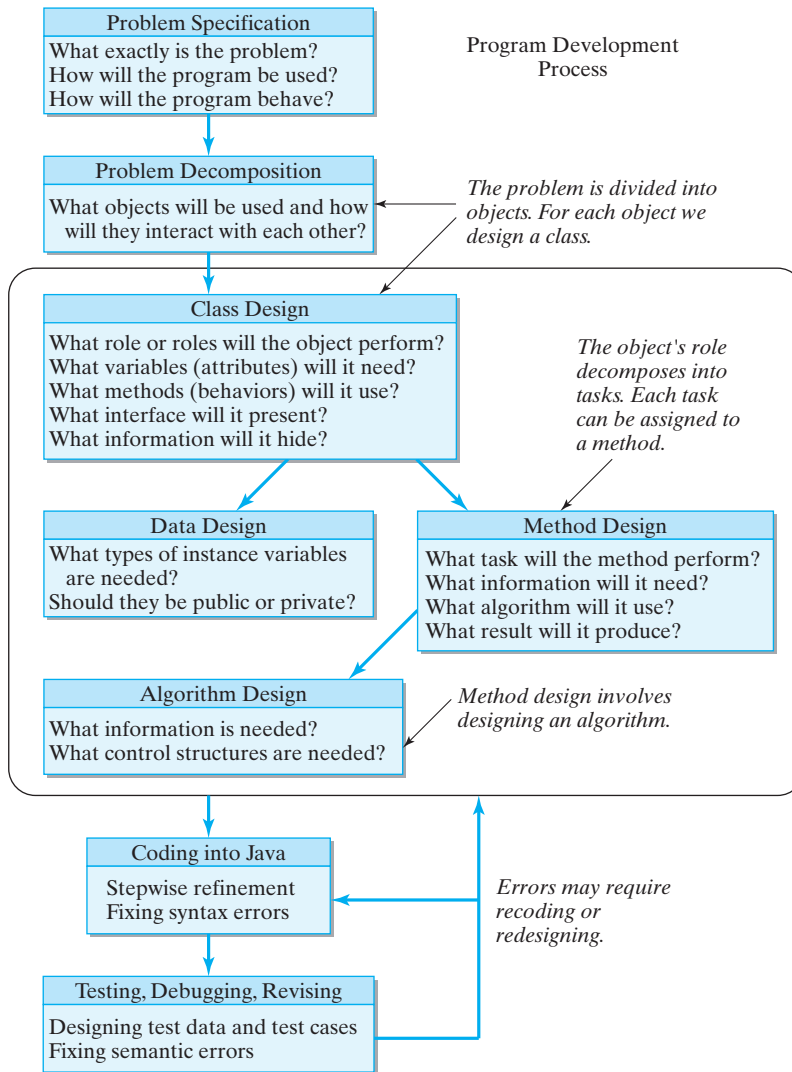 Problem Specification
What exactly is the problem?
How will the program be used?
How will the program behave?
Program Development
Process
Problem Decomposition
What objects will be used and how
will they interact with each other?
The problem is divided into
objects. For each object we
design a class.
Class Design
What role or roles will the object perform?
What variables (attributes) will it need?
What methods (behaviors) will it use?
What interface will it present?
What information will it hide?
The object's role
decomposes into
tasks. Each task
can be assigned to
a method.
Data Design
What types of instance variables
are needed?
Should they be public or private?
Method Design
What task will the method perform?
What information will it need?
What algorithm will it use?
What result will it produce?
Algorithm Design
What information is needed?
What control structures are needed?
Method design involves
designing an algorithm.
Coding into Java
Stepwise refinement
Fixing syntax errors
Errors may require
recoding or
redesigning.
Testing, Debugging, Revising
Designing test data and test cases
Fixing semantic errors